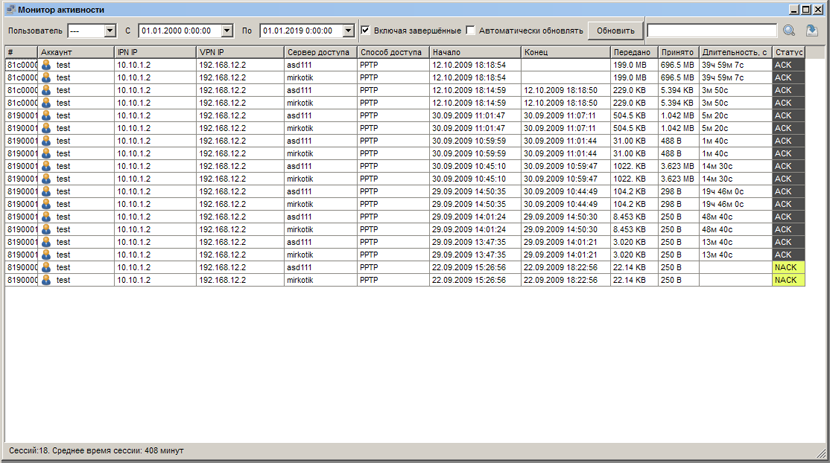 Монитор активности
Пользователь --- С 01.01.2000 0:00:00 По 01.01.2019 0:00:00 Включая завершённые Автоматически обновлять Обновить
# Аккаунт IPN IP VPN IP Сервер доступа Способ доступа Начало Конец Передано Принято Длительность, с Статус
81c0000 test 10.10.1.2 192.168.12.2 asd111 PPTP 12.10.2009 18:18:54 199.0 MB 696.5 MB 39ч 59м 7с ACK
81c0000 test 10.10.1.2 192.168.12.2 mirkotik PPTP 12.10.2009 18:18:54 199.0 MB 696.5 MB 39ч 59м 7с ACK
81c0000 test 10.10.1.2 192.168.12.2 asd111 PPTP 12.10.2009 18:14:59 12.10.2009 18:18:50 229.0 KB 5.394 KB 3м 50с ACK
81c0000 test 10.10.1.2 192.168.12.2 mirkotik PPTP 12.10.2009 18:14:59 12.10.2009 18:18:50 229.0 KB 5.394 KB 3м 50с ACK
8190001 test 10.10.1.2 192.168.12.2 asd111 PPTP 30.09.2009 11:01:47 30.09.2009 11:07:11 504.5 KB 1.042 MB 5м 20с ACK
8190001 test 10.10.1.2 192.168.12.2 mirkotik PPTP 30.09.2009 11:01:47 30.09.2009 11:07:11 504.5 KB 1.042 MB 5м 20с ACK
8190001 test 10.10.1.2 192.168.12.2 asd111 PPTP 30.09.2009 10:59:59 30.09.2009 11:01:44 31.00 KB 488 B 1м 40с ACK
8190001 test 10.10.1.2 192.168.12.2 mirkotik PPTP 30.09.2009 10:59:59 30.09.2009 11:01:44 31.00 KB 488 B 1м 40с ACK
8190001 test 10.10.1.2 192.168.12.2 asd111 PPTP 30.09.2009 10:45:10 30.09.2009 10:59:47 1022. KB 3.623 MB 14м 30с ACK
8190001 test 10.10.1.2 192.168.12.2 mirkotik PPTP 30.09.2009 10:45:10 30.09.2009 10:59:47 1022. KB 3.623 MB 14м 30с ACK
8190001 test 10.10.1.2 192.168.12.2 asd111 PPTP 29.09.2009 14:50:35 30.09.2009 10:44:49 104.2 KB 298 B 19ч 46м 0с ACK
8190001 test 10.10.1.2 192.168.12.2 mirkotik PPTP 29.09.2009 14:50:35 30.09.2009 10:44:49 104.2 KB 298 B 19ч 46м 0с ACK
8190001 test 10.10.1.2 192.168.12.2 asd111 PPTP 29.09.2009 14:01:24 29.09.2009 14:50:30 8.453 KB 250 B 48м 40с ACK
8190001 test 10.10.1.2 192.168.12.2 mirkotik PPTP 29.09.2009 14:01:24 29.09.2009 14:50:30 8.453 KB 250 B 48м 40с ACK
8190001 test 10.10.1.2 192.168.12.2 asd111 PPTP 29.09.2009 13:47:35 29.09.2009 14:01:21 3.020 KB 250 B 13м 40с ACK
8190001 test 10.10.1.2 192.168.12.2 mirkotik PPTP 29.09.2009 13:47:35 29.09.2009 14:01:21 3.020 KB 250 B 13м 40с ACK
8190000 test 10.10.1.2 192.168.12.2 asd111 PPTP 22.09.2009 15:26:56 22.09.2009 18:22:56 22.14 KB 250 B NACK
8190000 test 10.10.1.2 192.168.12.2 mirkotik PPTP 22.09.2009 15:26:56 22.09.2009 18:22:56 22.14 KB 250 B NACK
Сессий:18. Среднее время сессии: 408 минут